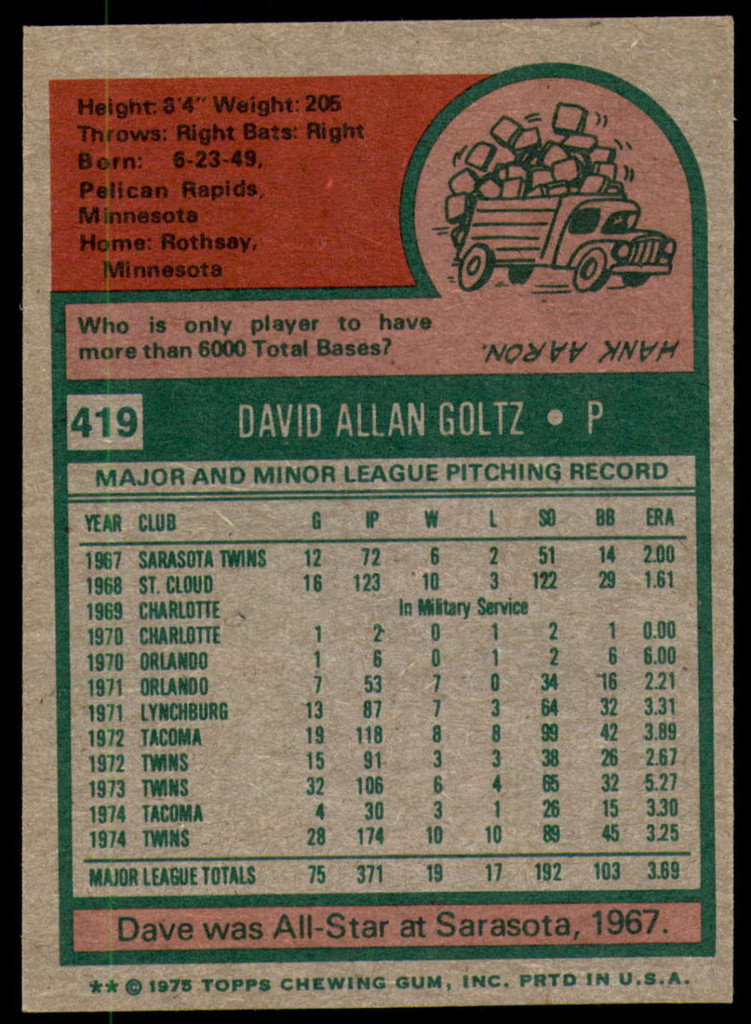 Height: 6'4" Weight: 205
Throws: Right Bats: Right
Born: 6-23-49,
Pelican Rapids,
Minnesota
Home: Rothsay,
Minnesota
Who is only player to have
more than 6000 Total Bases?
HANK AARON.
419 DAVID ALLAN GOLTZ • P
MAJOR AND MINOR LEAGUE PITCHING RECORD
YEAR CLUB G IP W L SO BB ERA
1967 SARASOTA TWINS 12 72 6 2 51 14 2.00
1968 ST. CLOUD 16 123 10 3 122 29 1.61
1969 CHARLOTTE In Military Service
1970 CHARLOTTE 1 2 0 1 2 1 0.00
1970 ORLANDO 1 6 0 1 2 6 6.00
1971 ORLANDO 7 53 7 0 34 16 2.21
1971 LYNCHBURG 13 87 7 3 64 32 3.31
1972 TACOMA 19 118 8 8 99 42 3.89
1972 TWINS 15 91 3 3 38 26 2.67
1973 TWINS 32 106 6 4 65 32 5.27
1974 TACOMA 4 30 3 1 26 15 3.30
1974 TWINS 28 174 10 10 89 45 3.25
MAJOR LEAGUE TOTALS 75 371 19 17 192 103 3.69
Dave was All-Star at Sarasota, 1967.
** © 1975 TOPPS CHEWING GUM, INC. PRTD IN U.S.A.